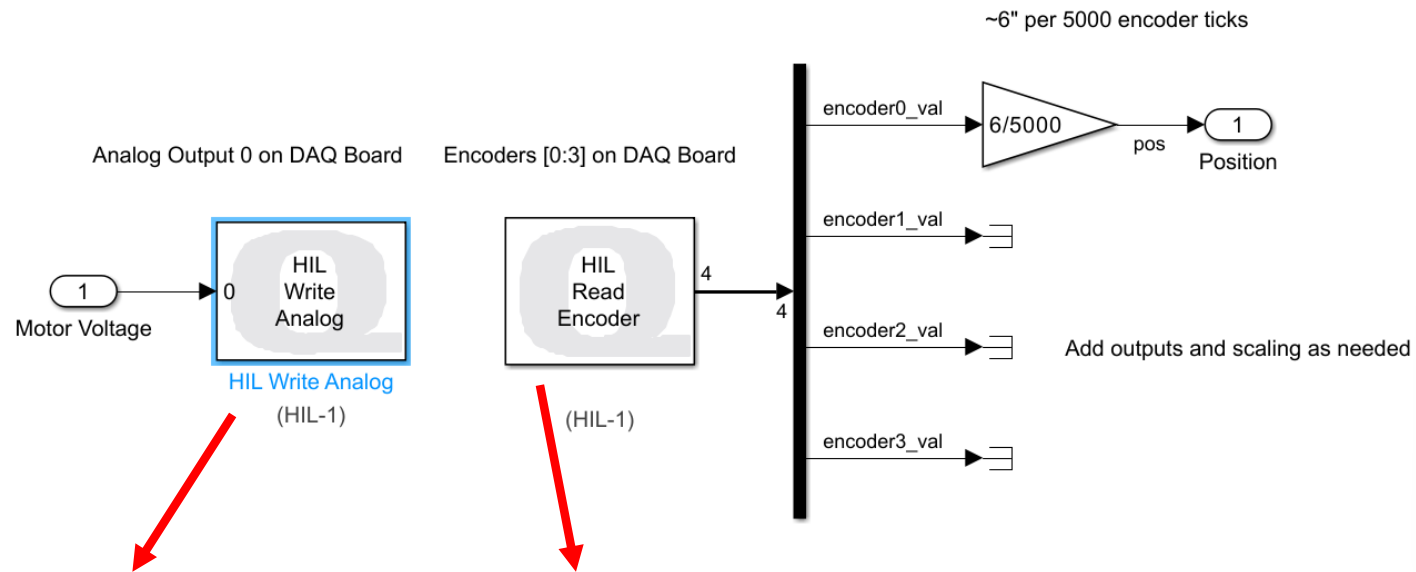 ~6" per 5000 encoder ticks
Analog Output 0 on DAQ Board
Encoders [0:3] on DAQ Board
1
Motor Voltage
0
HIL
Write
Analog
HIL Write Analog
(HIL-1)
HIL
Read
Encoder
(HIL-1)
4
4
encoder0_val
6/5000
pos
1
Position
encoder1_val
encoder2_val
Add outputs and scaling as needed
encoder3_val